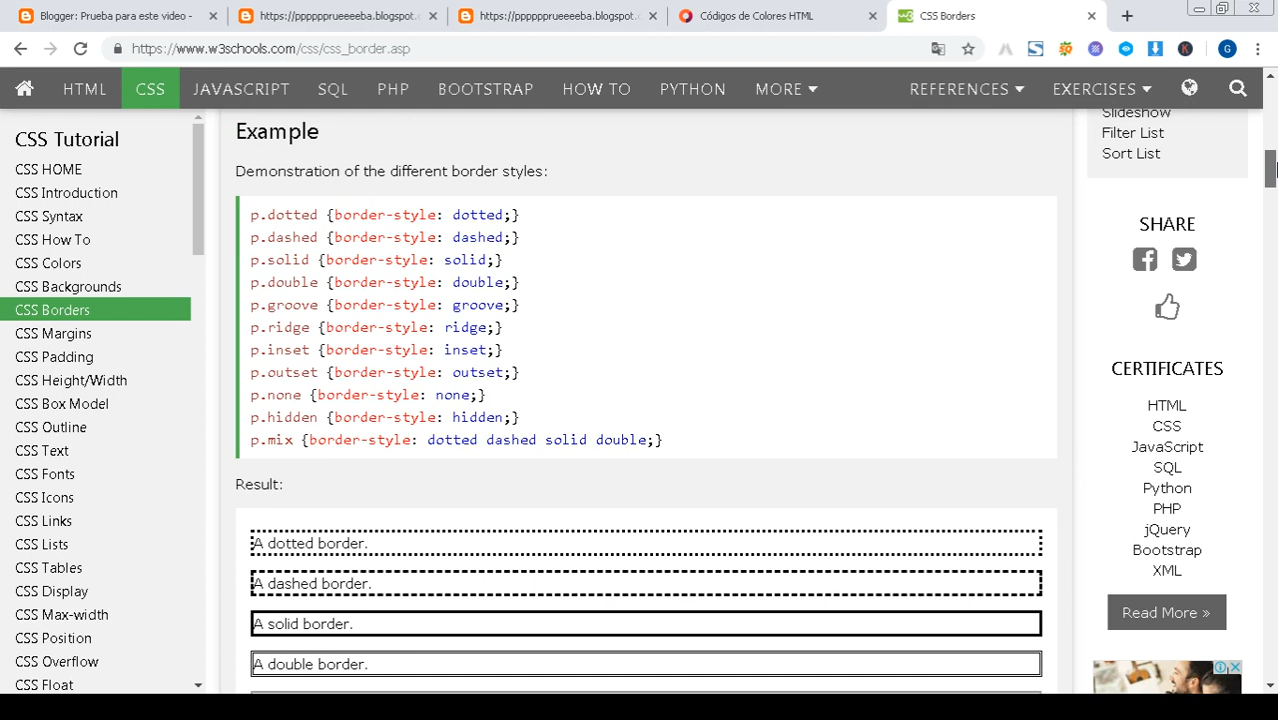 Blogger: Prueba para este video -
https://ppppppprueeeeba.blogspot.
https://ppppppprueeeeba.blogspot.
Códigos de Colores HTML
CSS Borders
https://www.w3schools.com/css/css_border.asp
G
HTML CSS JAVASCRIPT SQL PHP BOOTSTRAP HOW TO PYTHON MORE REFERENCES EXERCISES
CSS Tutorial
CSS HOME
CSS Introduction
CSS Syntax
CSS How To
CSS Colors
CSS Backgrounds
CSS Borders
CSS Margins
CSS Padding
CSS Height/Width
CSS Box Model
CSS Outline
CSS Text
CSS Fonts
CSS Icons
CSS Links
CSS Lists
CSS Tables
CSS Display
CSS Max-width
CSS Position
CSS Overflow
CSS Float
Example
Demonstration of the different border styles:
p.dotted {border-style: dotted;}
p.dashed {border-style: dashed;}
p.solid {border-style: solid;}
p.double {border-style: double;}
p.groove {border-style: groove;}
p.ridge {border-style: ridge;}
p.inset {border-style: inset;}
p.outset {border-style: outset;}
p.none {border-style: none;}
p.hidden {border-style: hidden;}
p.mix {border-style: dotted dashed solid double;}
Result:
A dotted border.
A dashed border.
A solid border.
A double border.
Slideshow
Filter List
Sort List
SHARE
CERTIFICATES
HTML
CSS
JavaScript
SQL
Python
PHP
jQuery
Bootstrap
XML
Read More »